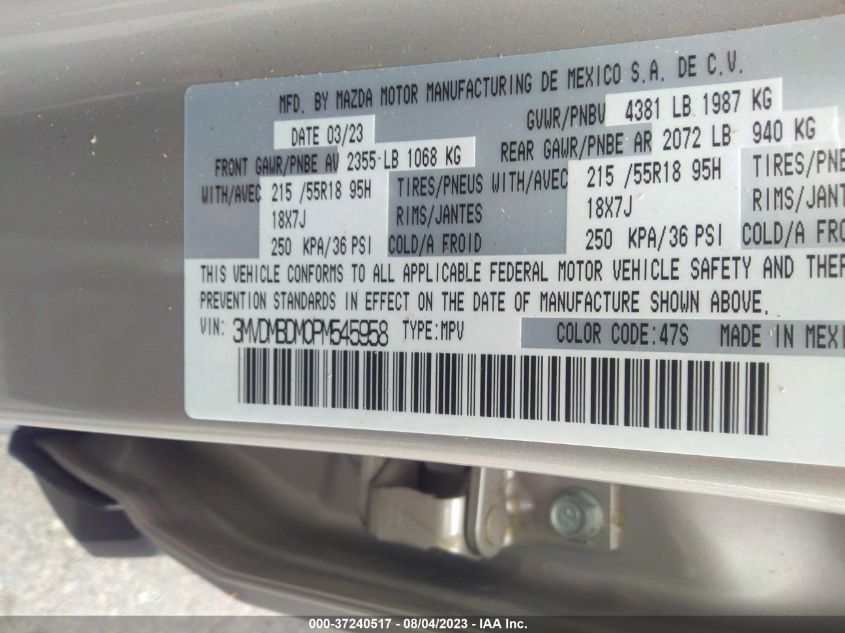 MFD. BY MAZDA MOTOR MANUFACTURING DE MEXICO S.A. DE C.V.
DATE 03/23 GVWR/PNBV 4381 LB 1987 KG
FRONT GAWR/PNBE AV 2355 LB 1068 KG REAR GAWR/PNBE AR 2072 LB 940 KG
WITH/AVEC 215 /55R18 95H TIRES/PNEUS WITH/AVEC 215 /55R18 95H TIRES/PNE
18X7J RIMS/JANTES 18X7J RIMS/JANTES
250 KPA/36 PSI COLD/A FROID 250 KPA/36 PSI COLD/A FRO
THIS VEHICLE CONFORMS TO ALL APPLICABLE FEDERAL MOTOR VEHICLE SAFETY AND THEF
PREVENTION STANDARDS IN EFFECT ON THE DATE OF MANUFACTURE SHOWN ABOVE.
VIN: 3MVDMBDM0PM545958 TYPE:MPV COLOR CODE:47S MADE IN MEXI
000-37240517 - 08/04/2023 - IAA Inc.